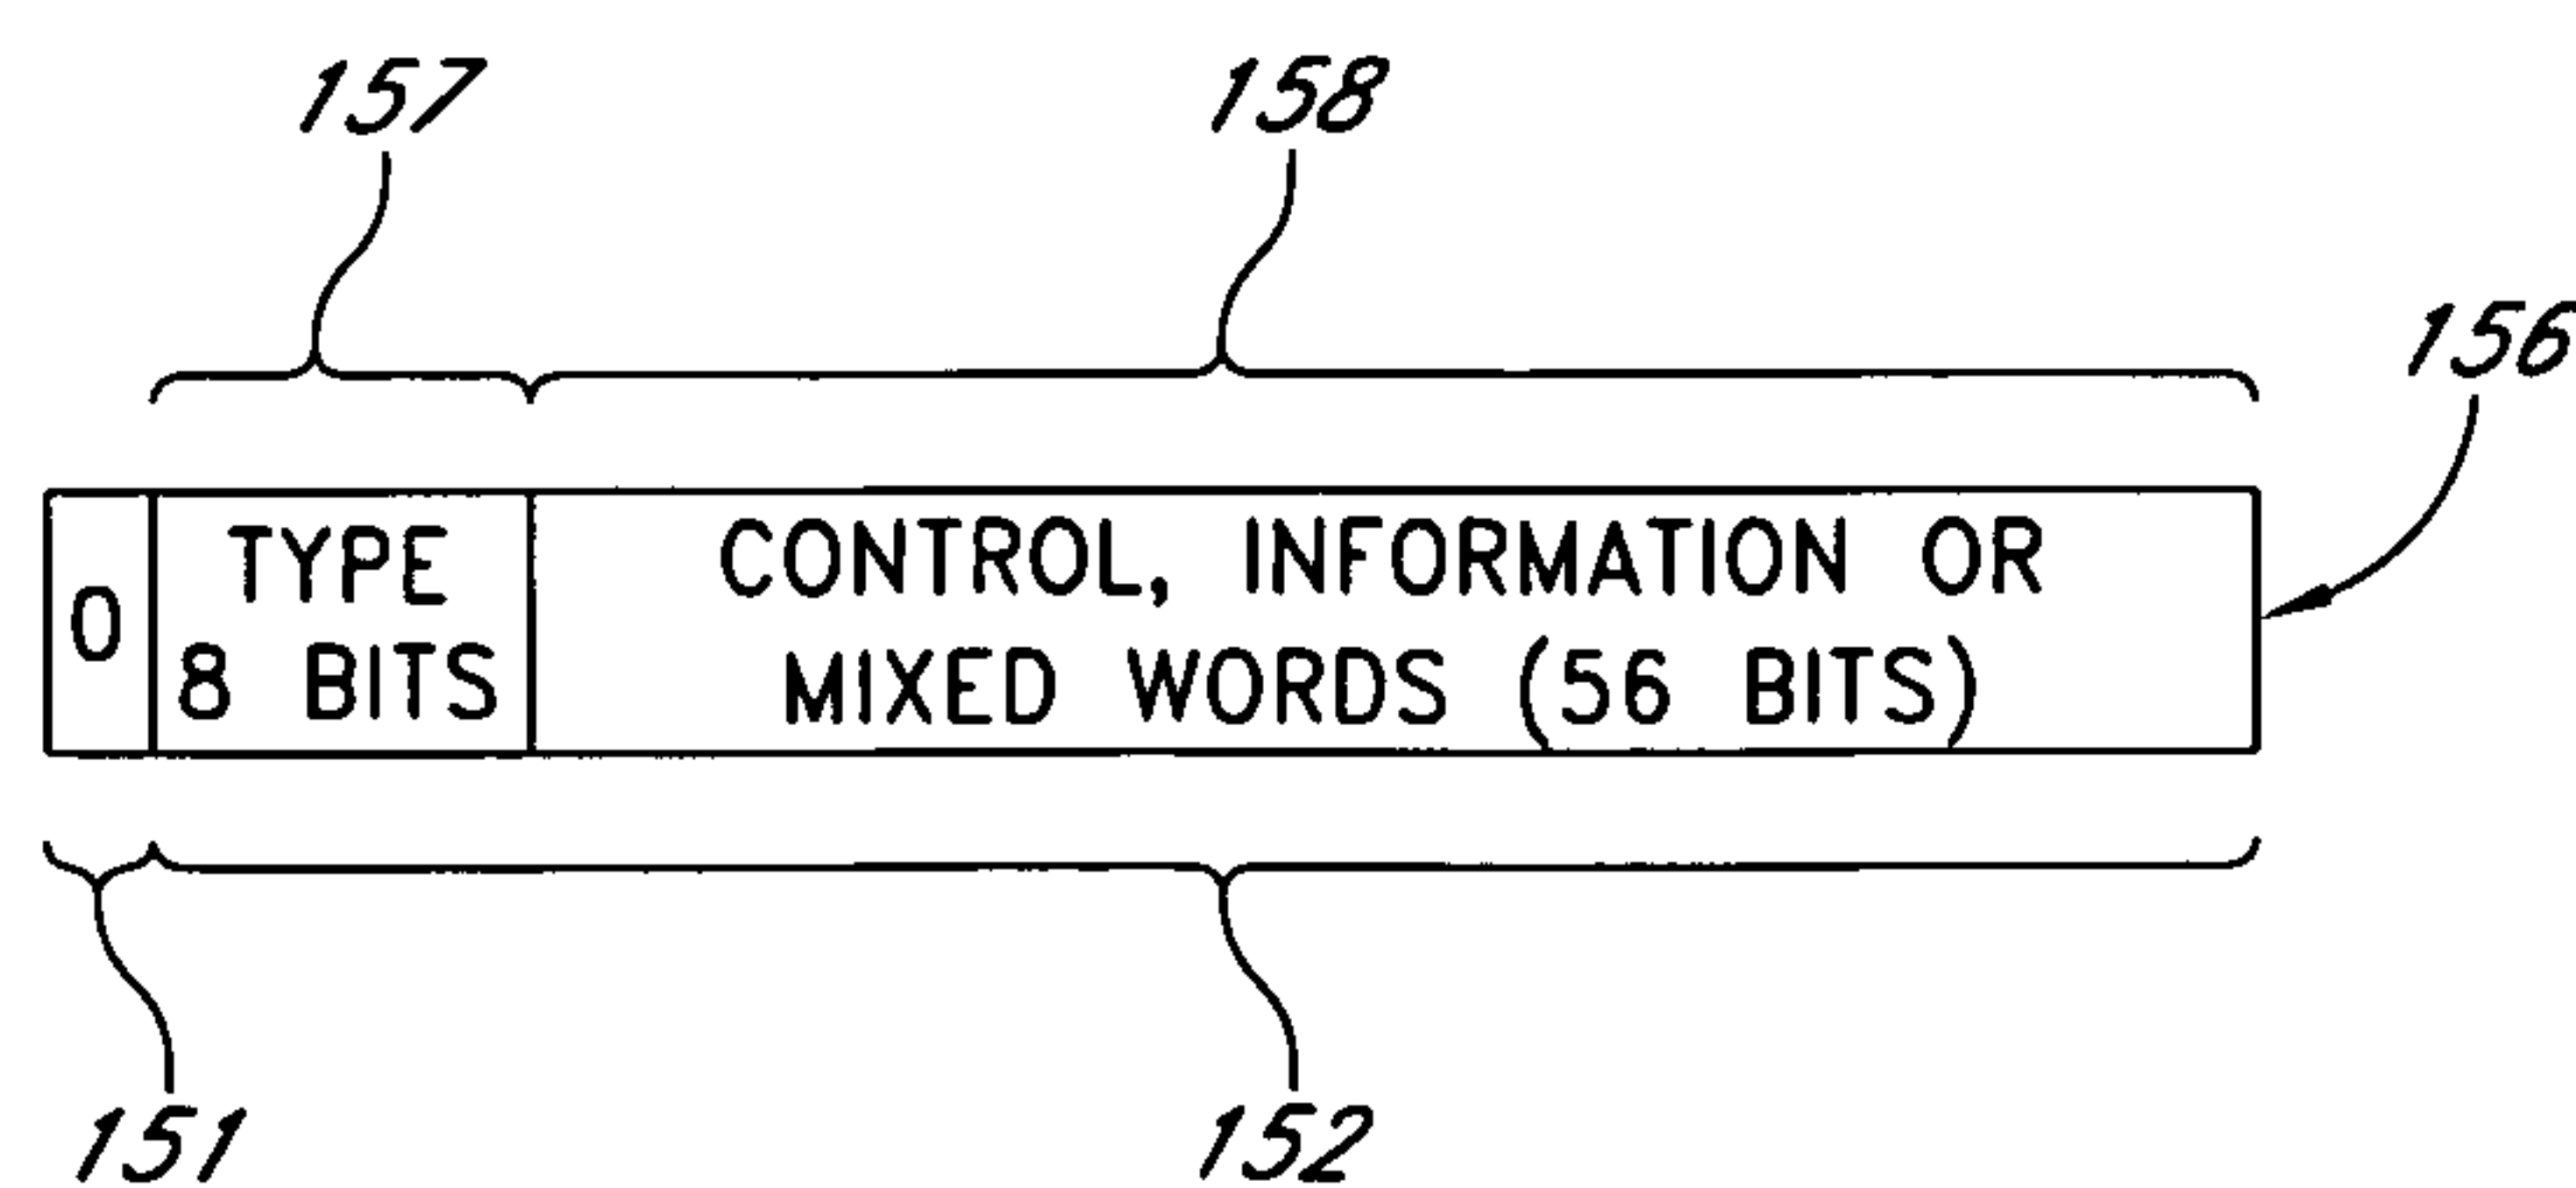 157
158
156
0
TYPE
8 BITS
CONTROL, INFORMATION OR
MIXED WORDS (56 BITS)
151
152